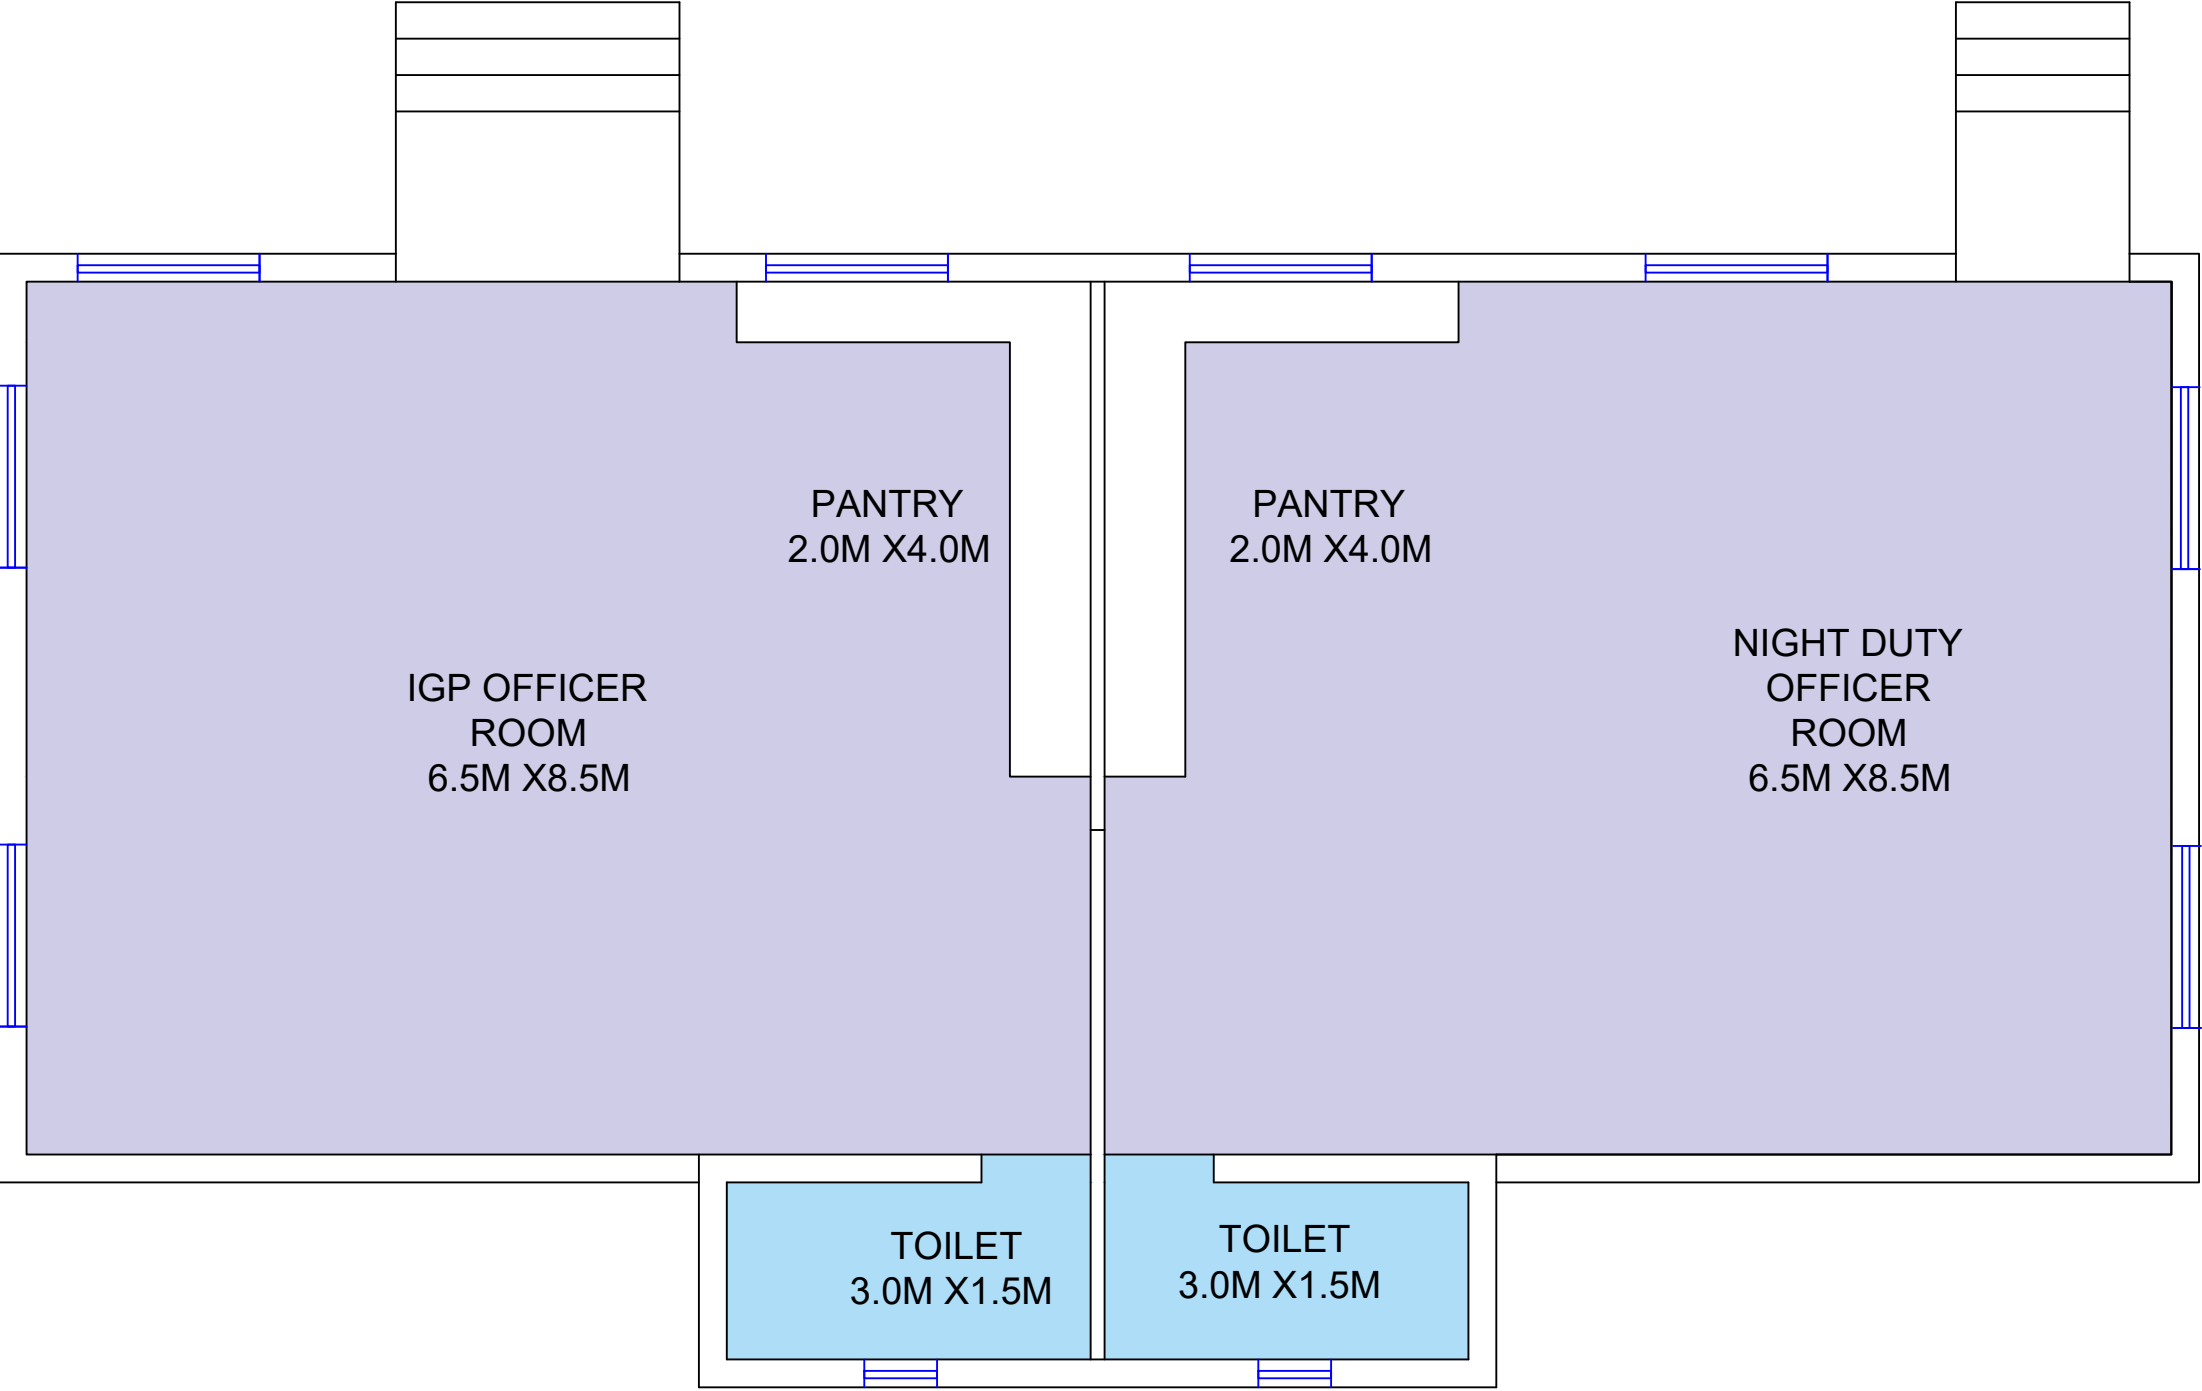 PANTRY
2.0M X4.0M
PANTRY
2.0M X4.0M
IGP OFFICER
ROOM
6.5M X8.5M
NIGHT DUTY
OFFICER
ROOM
6.5M X8.5M
TOILET
3.0M X1.5M
TOILET
3.0M X1.5M